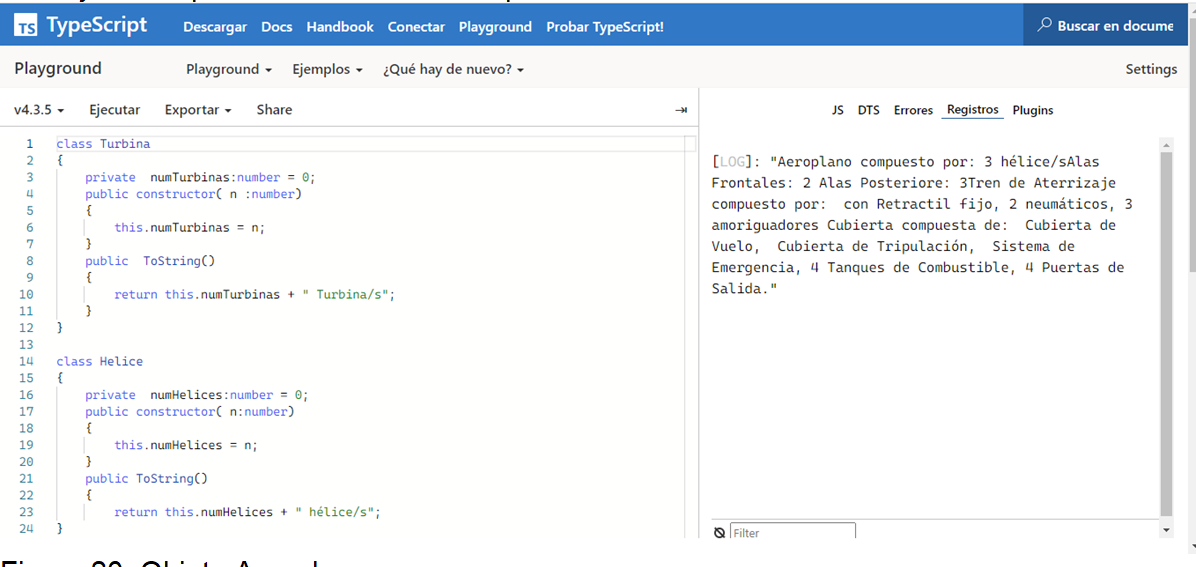 TS TypeScript Descargar Docs Handbook Conectar Playground Probar TypeScript! Buscar en docume
Playground Playground Ejemplos ¿Qué hay de nuevo? Settings
v4.3.5 Ejecutar Exportar Share
JS DTS Errores Registros Plugins
1 class Turbina
2 {
3 private numTurbinas:number = 0;
4 public constructor( n :number)
5 {
6 this.numTurbinas = n;
7 }
8 public ToString()
9 {
10 return this.numTurbinas + " Turbina/s";
11 }
12 }
13
14 class Helice
15 {
16 private numHelices:number = 0;
17 public constructor( n:number)
18 {
19 this.numHelices = n;
20 }
21 public ToString()
22 {
23 return this.numHelices + " hélice/s";
24 }
[LOG]: "Aeroplano compuesto por: 3 hélice/sAlas
Frontales: 2 Alas Posteriore: 3Tren de Aterrizaje
compuesto por:  con Retractil fijo, 2 neumáticos, 3
amoriguadores Cubierta compuesta de:  Cubierta de
Vuelo,  Cubierta de Tripulación,  Sistema de
Emergencia, 4 Tanques de Combustible, 4 Puertas de
Salida."
Filter